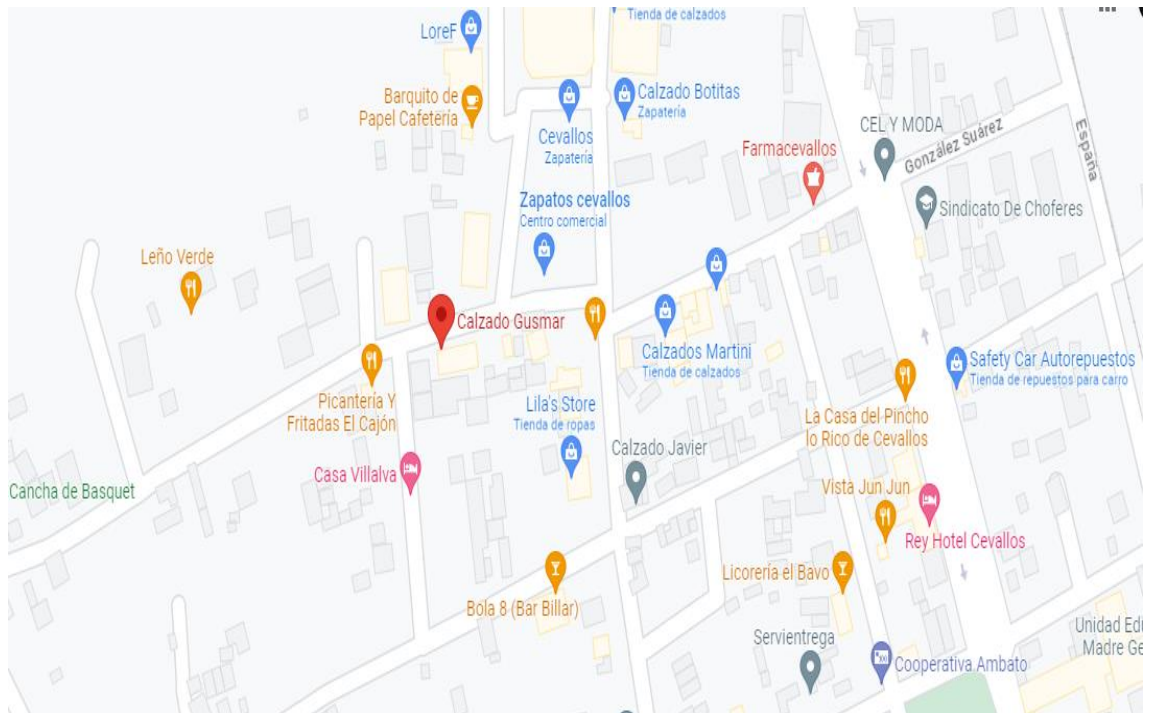 Tienda de calzados
LoreF
Barquito de
Papel Cafetería
Calzado Botitas
Zapatería
Cevallos
Zapatería
CEL Y MODA
González Suárez
España
Farmacevallos
Zapatos cevallos
Centro comercial
Sindicato De Choferes
Leño Verde
Calzado Gusmar
Calzados Martini
Tienda de calzados
Safety Car Autorepuestos
Tienda de repuestos para carro
Picantería Y
Fritadas El Cajón
Lila's Store
Tienda de ropas
La Casa del Pincho
lo Rico de Cevallos
Calzado Javier
Casa Villalva
Cancha de Basquet
Vista Jun Jun
Rey Hotel Cevallos
Licorería el Bavo
Bola 8 (Bar Billar)
Servientrega
Unidad Edu
Madre Ge
Cooperativa Ambato